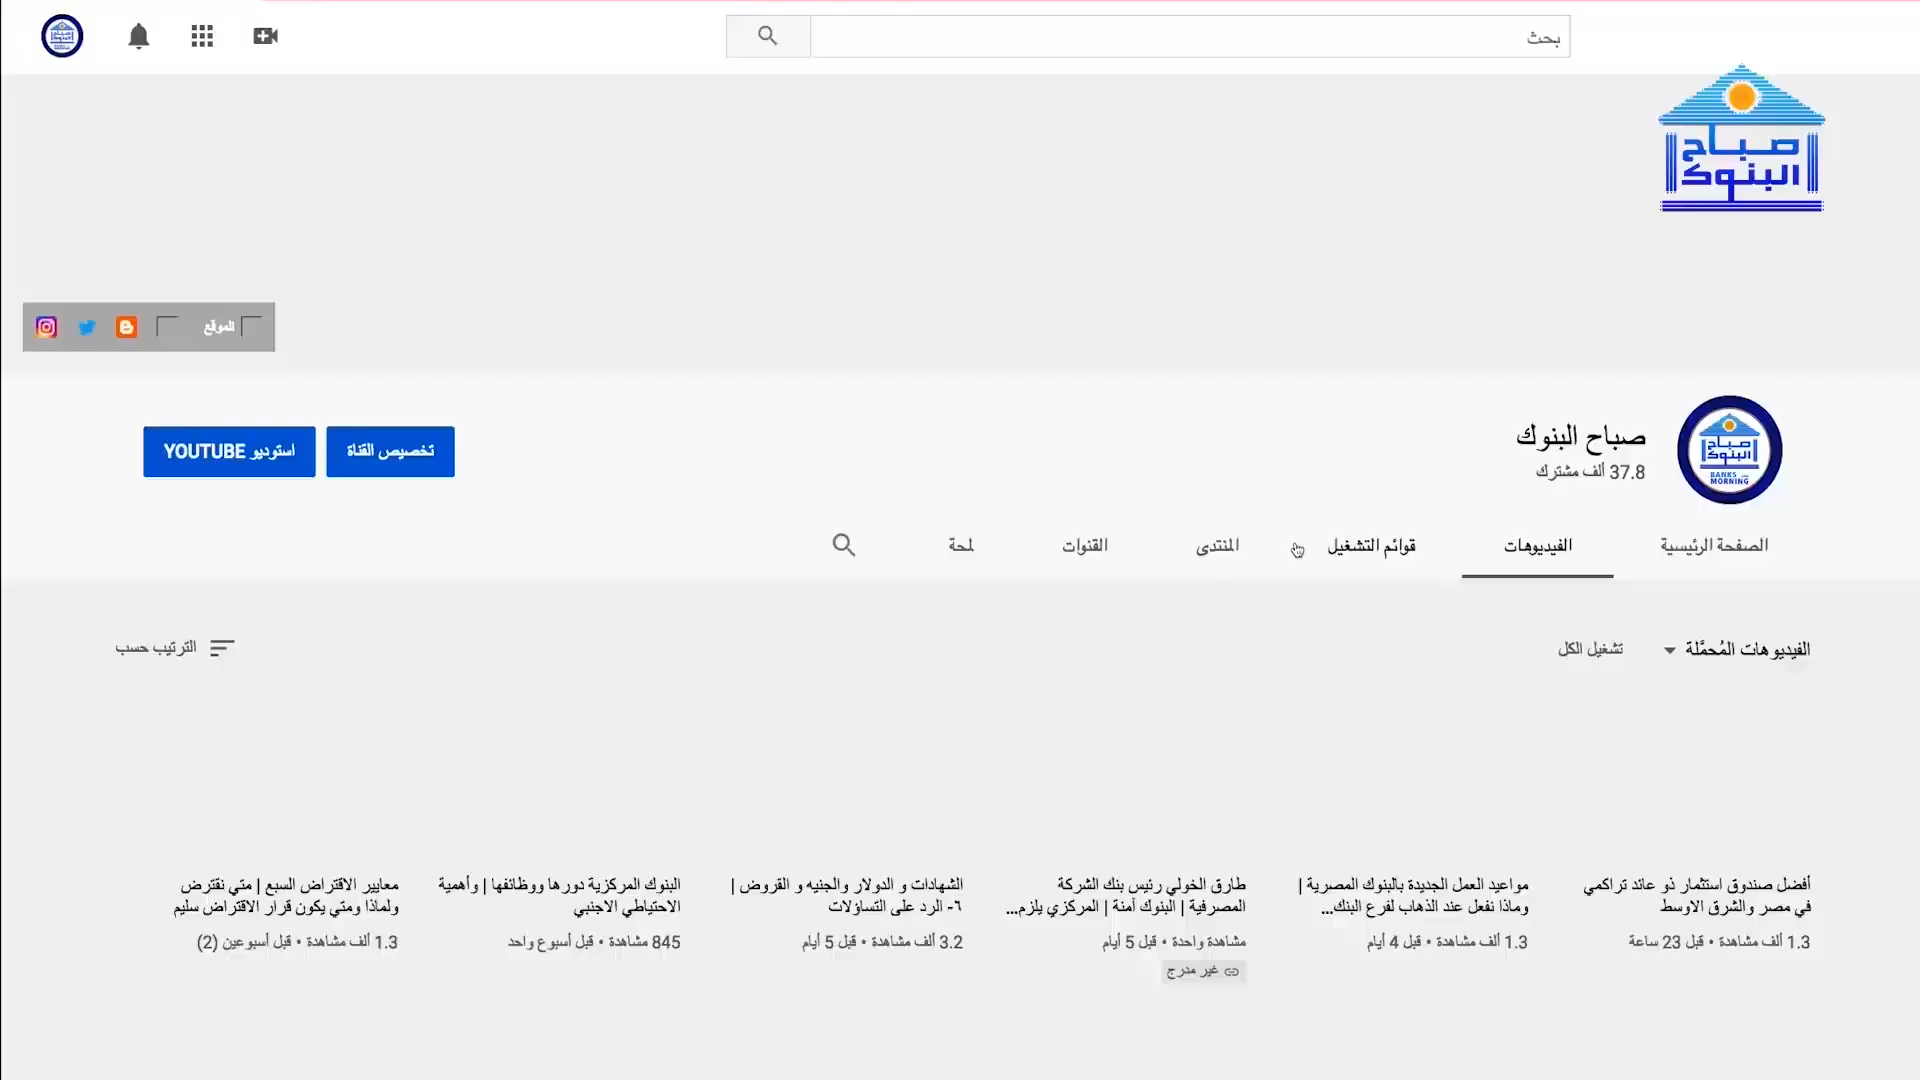 بحث
صباح
البنوك
الموقع
صباح البنوك
37.8 ألف مشترك
صباح
البنوك
BANKS
MORNING
تخصيص القناة
استوديو YOUTUBE
الصفحة الرئيسية
الفيديوهات
قوائم التشغيل
المنتدى
القنوات
لمحة
الفيديوهات المُحمَّلة
تشغيل الكل
الترتيب حسب
أفضل صندوق استثمار ذو عائد تراكمي
في مصر والشرق الاوسط
1.3 ألف مشاهدة • قبل 23 ساعة
مواعيد العمل الجديدة بالبنوك المصرية |
وماذا نفعل عند الذهاب لفرع البنك...
1.3 ألف مشاهدة • قبل 4 أيام
طارق الخولي رئيس بنك الشركة
المصرفية | البنوك آمنة | المركزي يلزم...
مشاهدة واحدة • قبل 5 أيام
غير مدرج
الشهادات و الدولار والجنيه و القروض |
٦- الرد على التساؤلات
3.2 ألف مشاهدة • قبل 5 أيام
البنوك المركزية دورها ووظائفها | وأهمية
الاحتياطي الاجنبي
845 مشاهدة • قبل أسبوع واحد
معايير الاقتراض السبع | متي نقترض
ولماذا ومتي يكون قرار الاقتراض سليم
1.3 ألف مشاهدة • قبل أسبوعين (2)